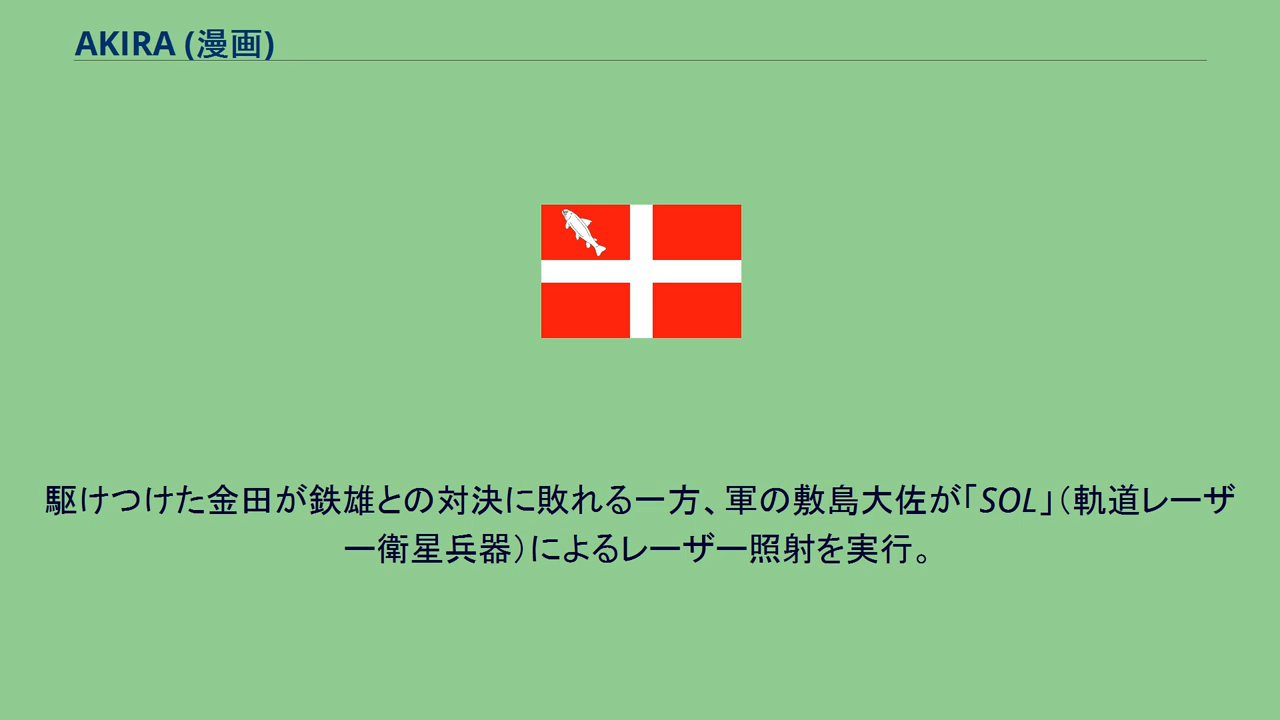 AKIRA (漫画)
駆けつけた金田が鉄雄との対決に敗れる一方、軍の敷島大佐が「SOL」（軌道レーザ
ー衛星兵器）によるレーザー照射を実行。